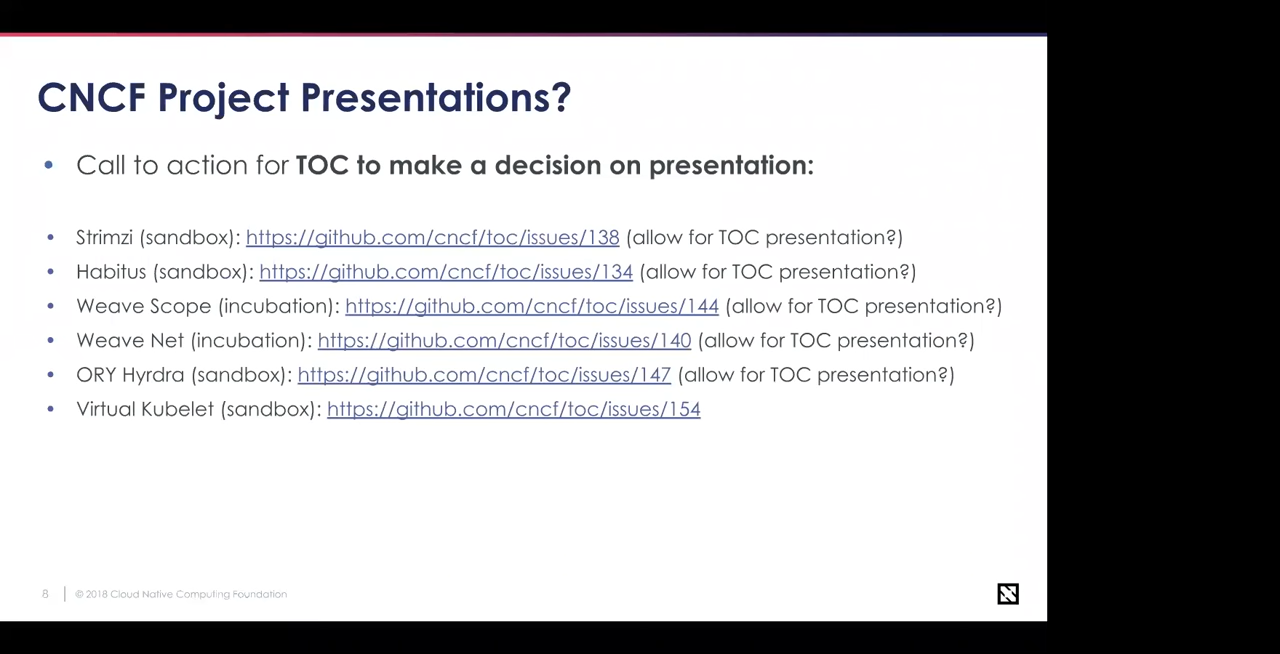 CNCF Project Presentations?
• Call to action for TOC to make a decision on presentation:
• Strimzi (sandbox): https://github.com/cncf/toc/issues/138 (allow for TOC presentation?)
• Habitus (sandbox): https://github.com/cncf/toc/issues/134 (allow for TOC presentation?)
• Weave Scope (incubation): https://github.com/cncf/toc/issues/144 (allow for TOC presentation?)
• Weave Net (incubation): https://github.com/cncf/toc/issues/140 (allow for TOC presentation?)
• ORY Hyrdra (sandbox): https://github.com/cncf/toc/issues/147 (allow for TOC presentation?)
• Virtual Kubelet (sandbox): https://github.com/cncf/toc/issues/154
8 | © 2018 Cloud Native Computing Foundation